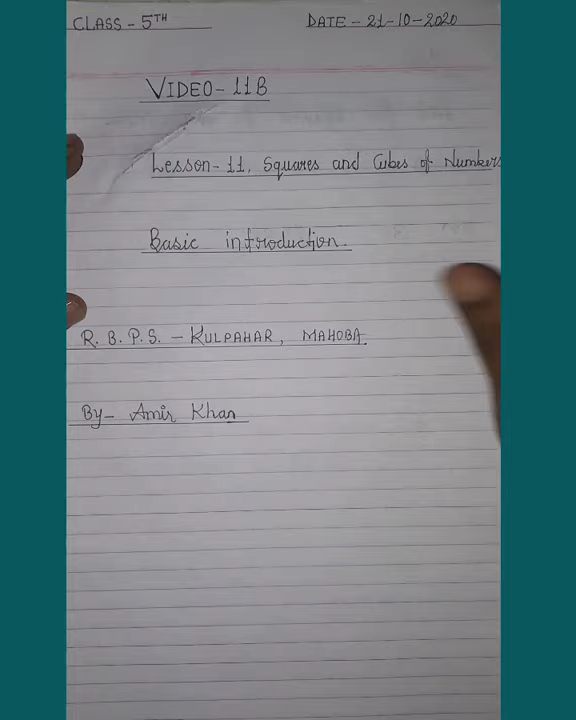 CLASS - 5TH DATE - 21-10-2020
VIDEO - 11B
Lesson - 11, Squares and Cubes of Numbers
Basic introduction.
R. B. P. S. - KULPAHAR, MAHOBA.
By - Amir Khan